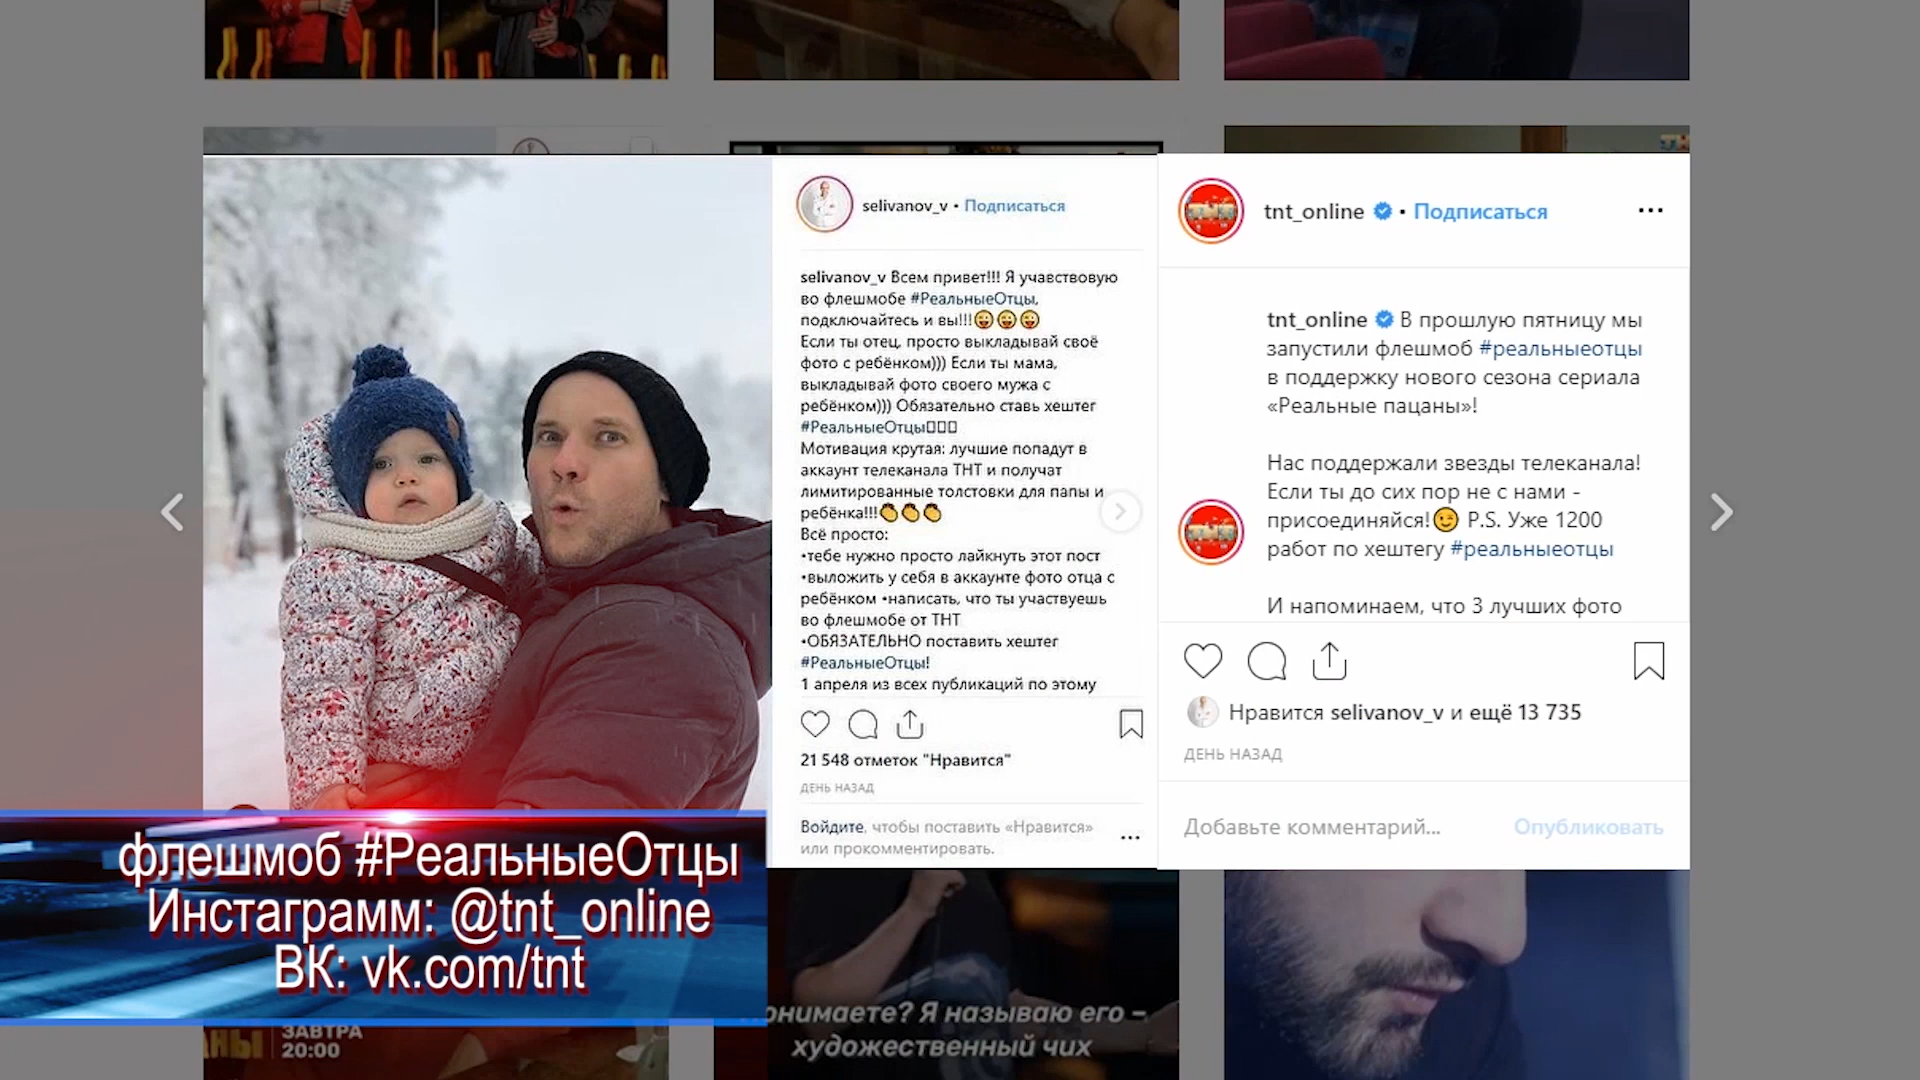 selivanov_v • Подписаться
selivanov_v Всем привет!!! Я учавствовую
во флешмобе #РеальныеОтцы,
подключайтесь и вы!!!😜😜😜
Если ты отец, просто выкладывай своё
фото с ребёнком))) Если ты мама,
выкладывай фото своего мужа с
ребёнком))) Обязательно ставь хештег
#РеальныеОтцы
Мотивация крутая: лучшие попадут в
аккаунт телеканала ТНТ и получат
лимитированные толстовки для папы и
ребёнка!!!👏👏👏
Всё просто:
•тебе нужно просто лайкнуть этот пост
•выложить у себя в аккаунте фото отца с
ребёнком •написать, что ты участвуешь
во флешмобе от ТНТ
•ОБЯЗАТЕЛЬНО поставить хештег
#РеальныеОтцы!
1 апреля из всех публикаций по этому
21 548 отметок "Нравится"
ДЕНЬ НАЗАД
Войдите, чтобы поставить «Нравится»
или прокомментировать.
tnt_online • Подписаться
tnt_online В прошлую пятницу мы
запустили флешмоб #реальныеотцы
в поддержку нового сезона сериала
«Реальные пацаны»!
Нас поддержали звезды телеканала!
Если ты до сих пор не с нами -
присоединяйся!😉 P.S. Уже 1200
работ по хештегу #реальныеотцы
И напоминаем, что 3 лучших фото
Нравится selivanov_v и ещё 13 735
ДЕНЬ НАЗАД
Добавьте комментарий... Опубликовать
флешмоб #РеальныеОтцы
Инстаграмм: @tnt_online
ВК: vk.com/tnt
ЗАВТРА
20:00
Я называю его –
художественный чих